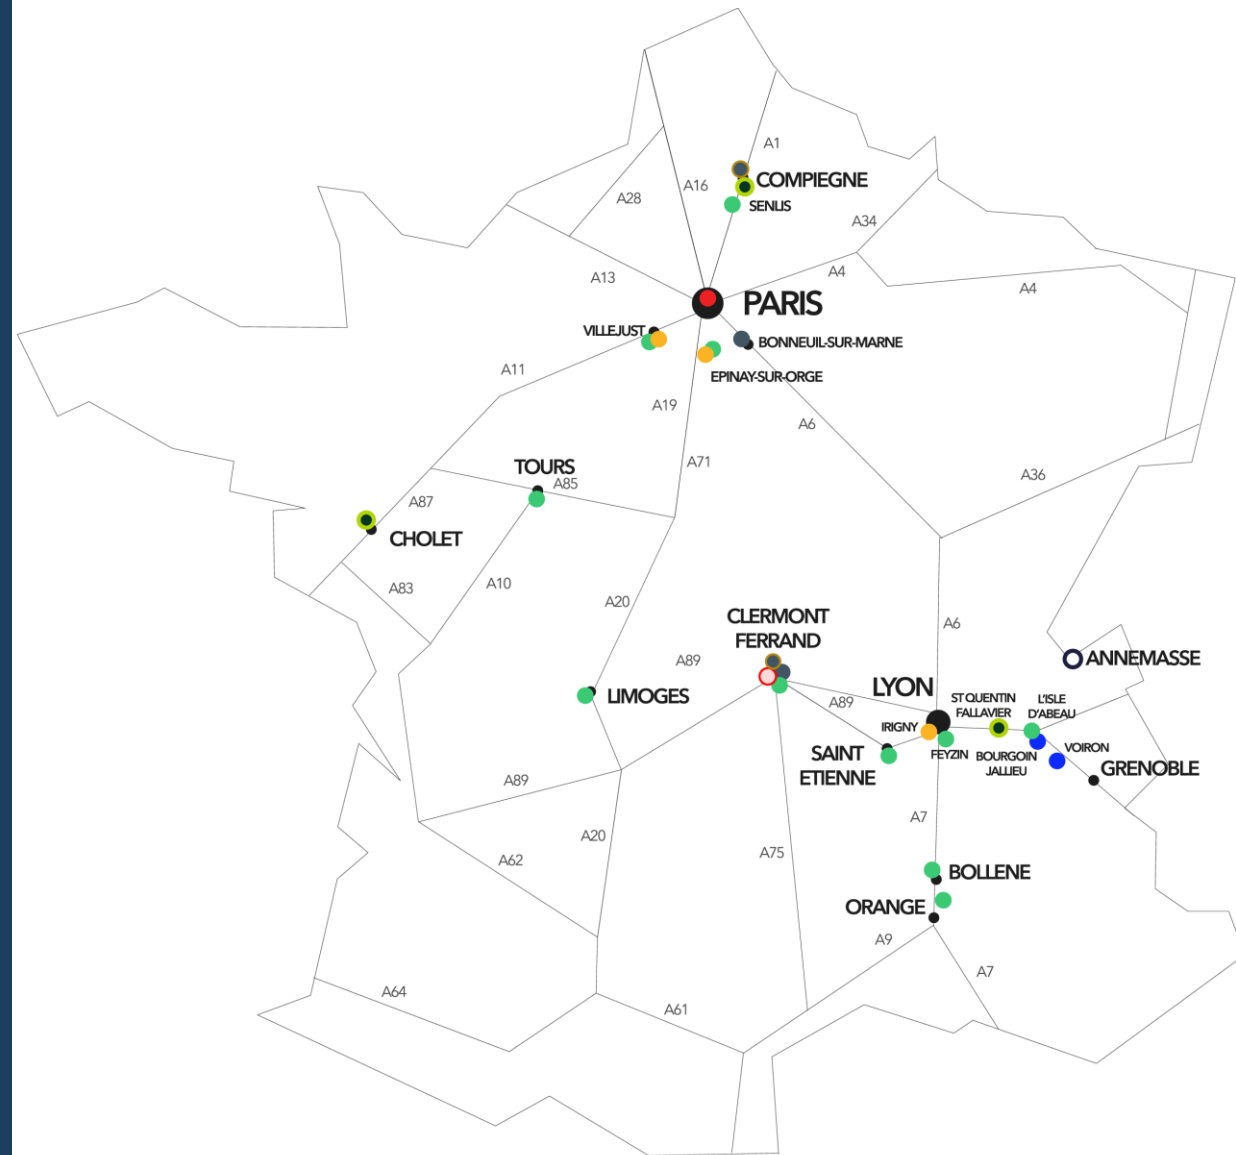 A1
COMPIEGNE
A28
A16
SENLIS
A34
A13
A4
A4
PARIS
VILLEJUST
BONNEUIL-SUR-MARNE
A11
EPINAY-SUR-ORGE
A19
A6
A71
TOURS
A85
A36
A87
CHOLET
A83
A10
A20
CLERMONT
FERRAND
A6
A89
ANNEMASSE
LYON
LIMOGES
A89
ST QUENTIN
FALLAVIER
L'ISLE
D'ABEAU
IRIGNY
FEYZIN
BOURGOIN
JALLIEU
VOIRON
SAINT
ETIENNE
GRENOBLE
A89
A7
A20
A62
A75
BOLLENE
ORANGE
A9
A7
A64
A61